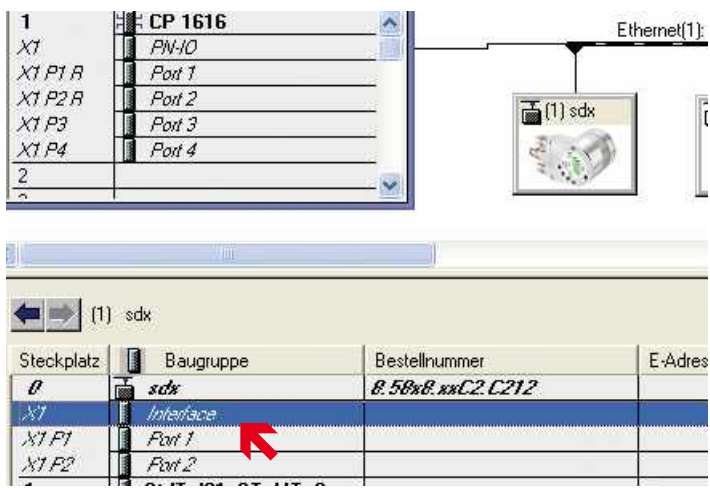 1 CP 1616
X1 PN-IO
X1 P1 R Port 1
X1 P2 R Port 2
X1 P3 Port 3
X1 P4 Port 4
2
Ethernet(1):
(1) sdx
(1) sdx
Steckplatz Baugruppe Bestellnummer E-Adres
0 sdx 8.58x8.xxC2.C212
X1 Interface
X1 P1 Port 1
X1 P2 Port 2